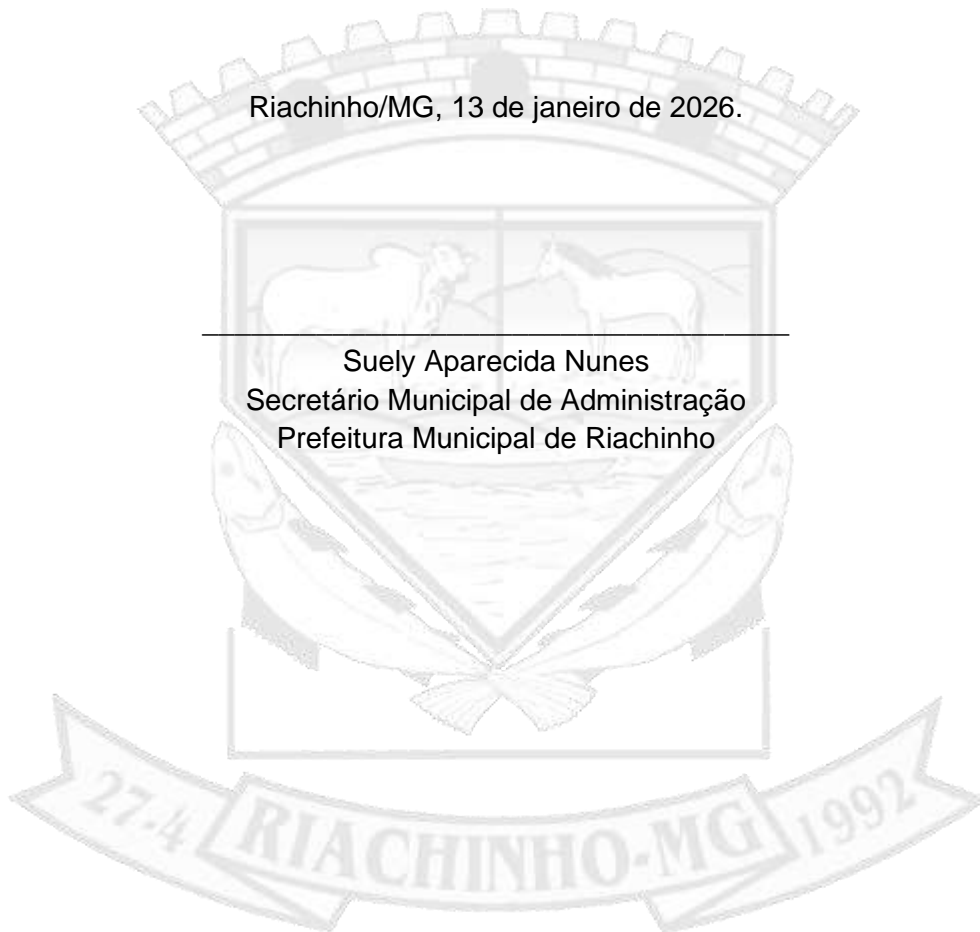 Riachinho/MG, 13 de janeiro de 2026.
Suely Aparecida Nunes
Secretário Municipal de Administração
Prefeitura Municipal de Riachinho
27.4 RIACHINHO-MG 1992